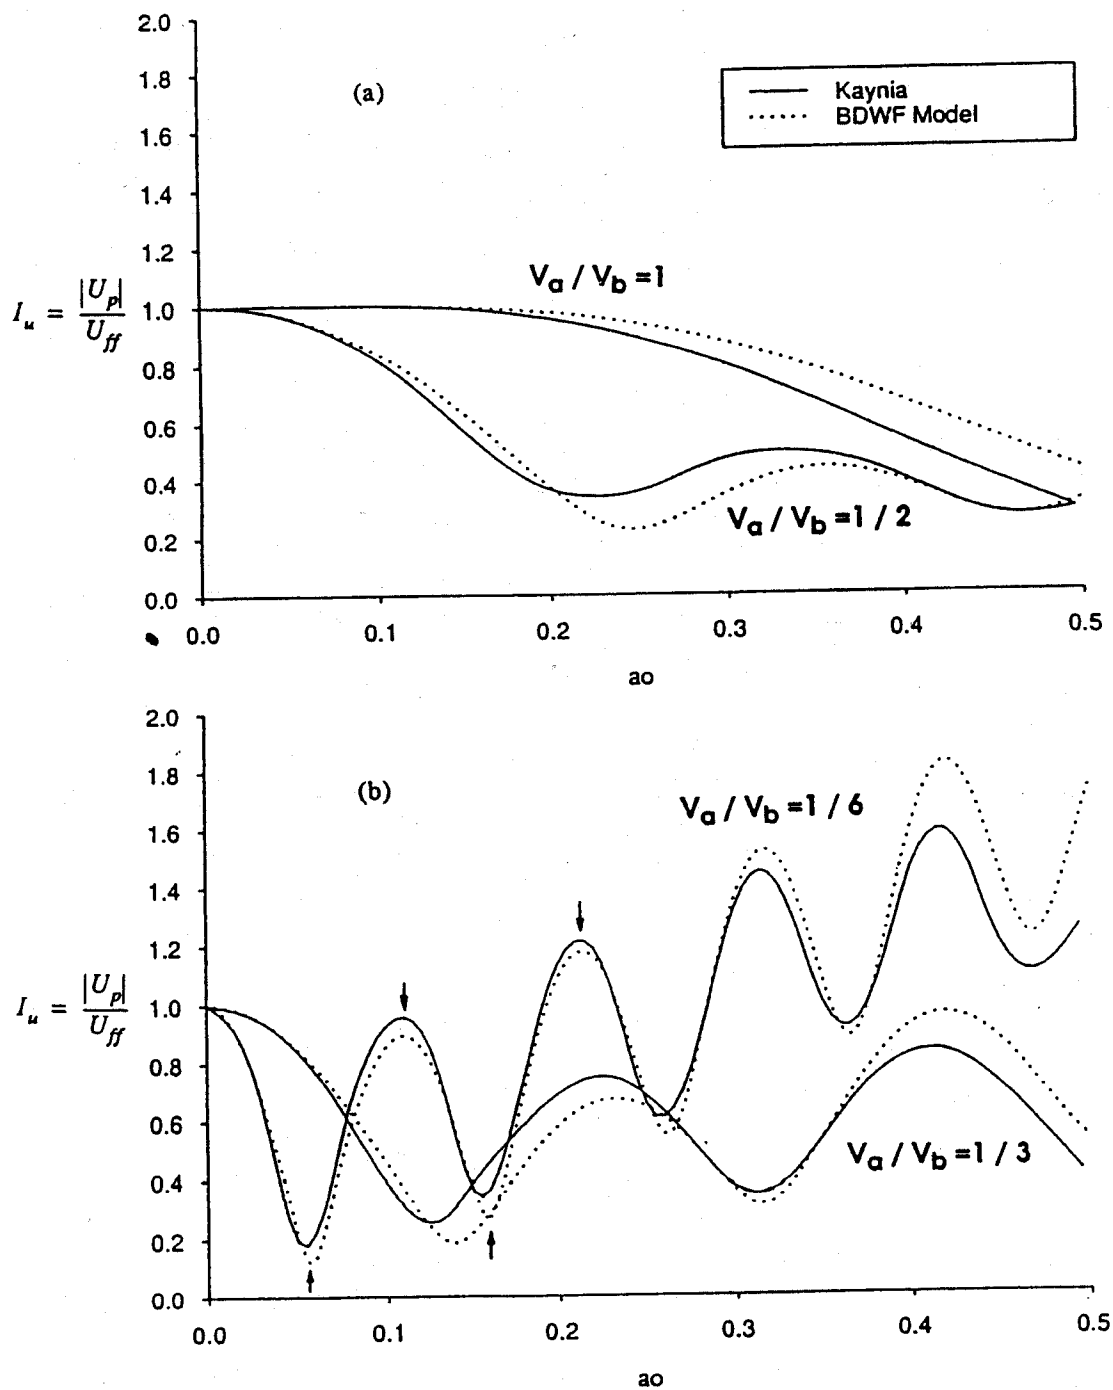 2.0
1.8
1.6
1.4
1.2
1.0
0.8
0.6
0.4
0.2
0.0
(a)
Kaynia
BDWF Model
Va / Vb = 1
Iu = |Up| / Uff
Va / Vb = 1 / 2
0.0 0.1 0.2 0.3 0.4 0.5
ao
2.0
1.8
1.6
1.4
1.2
1.0
0.8
0.6
0.4
0.2
0.0
(b)
Va / Vb = 1 / 6
Iu = |Up| / Uff
Va / Vb = 1 / 3
0.0 0.1 0.2 0.3 0.4 0.5
ao